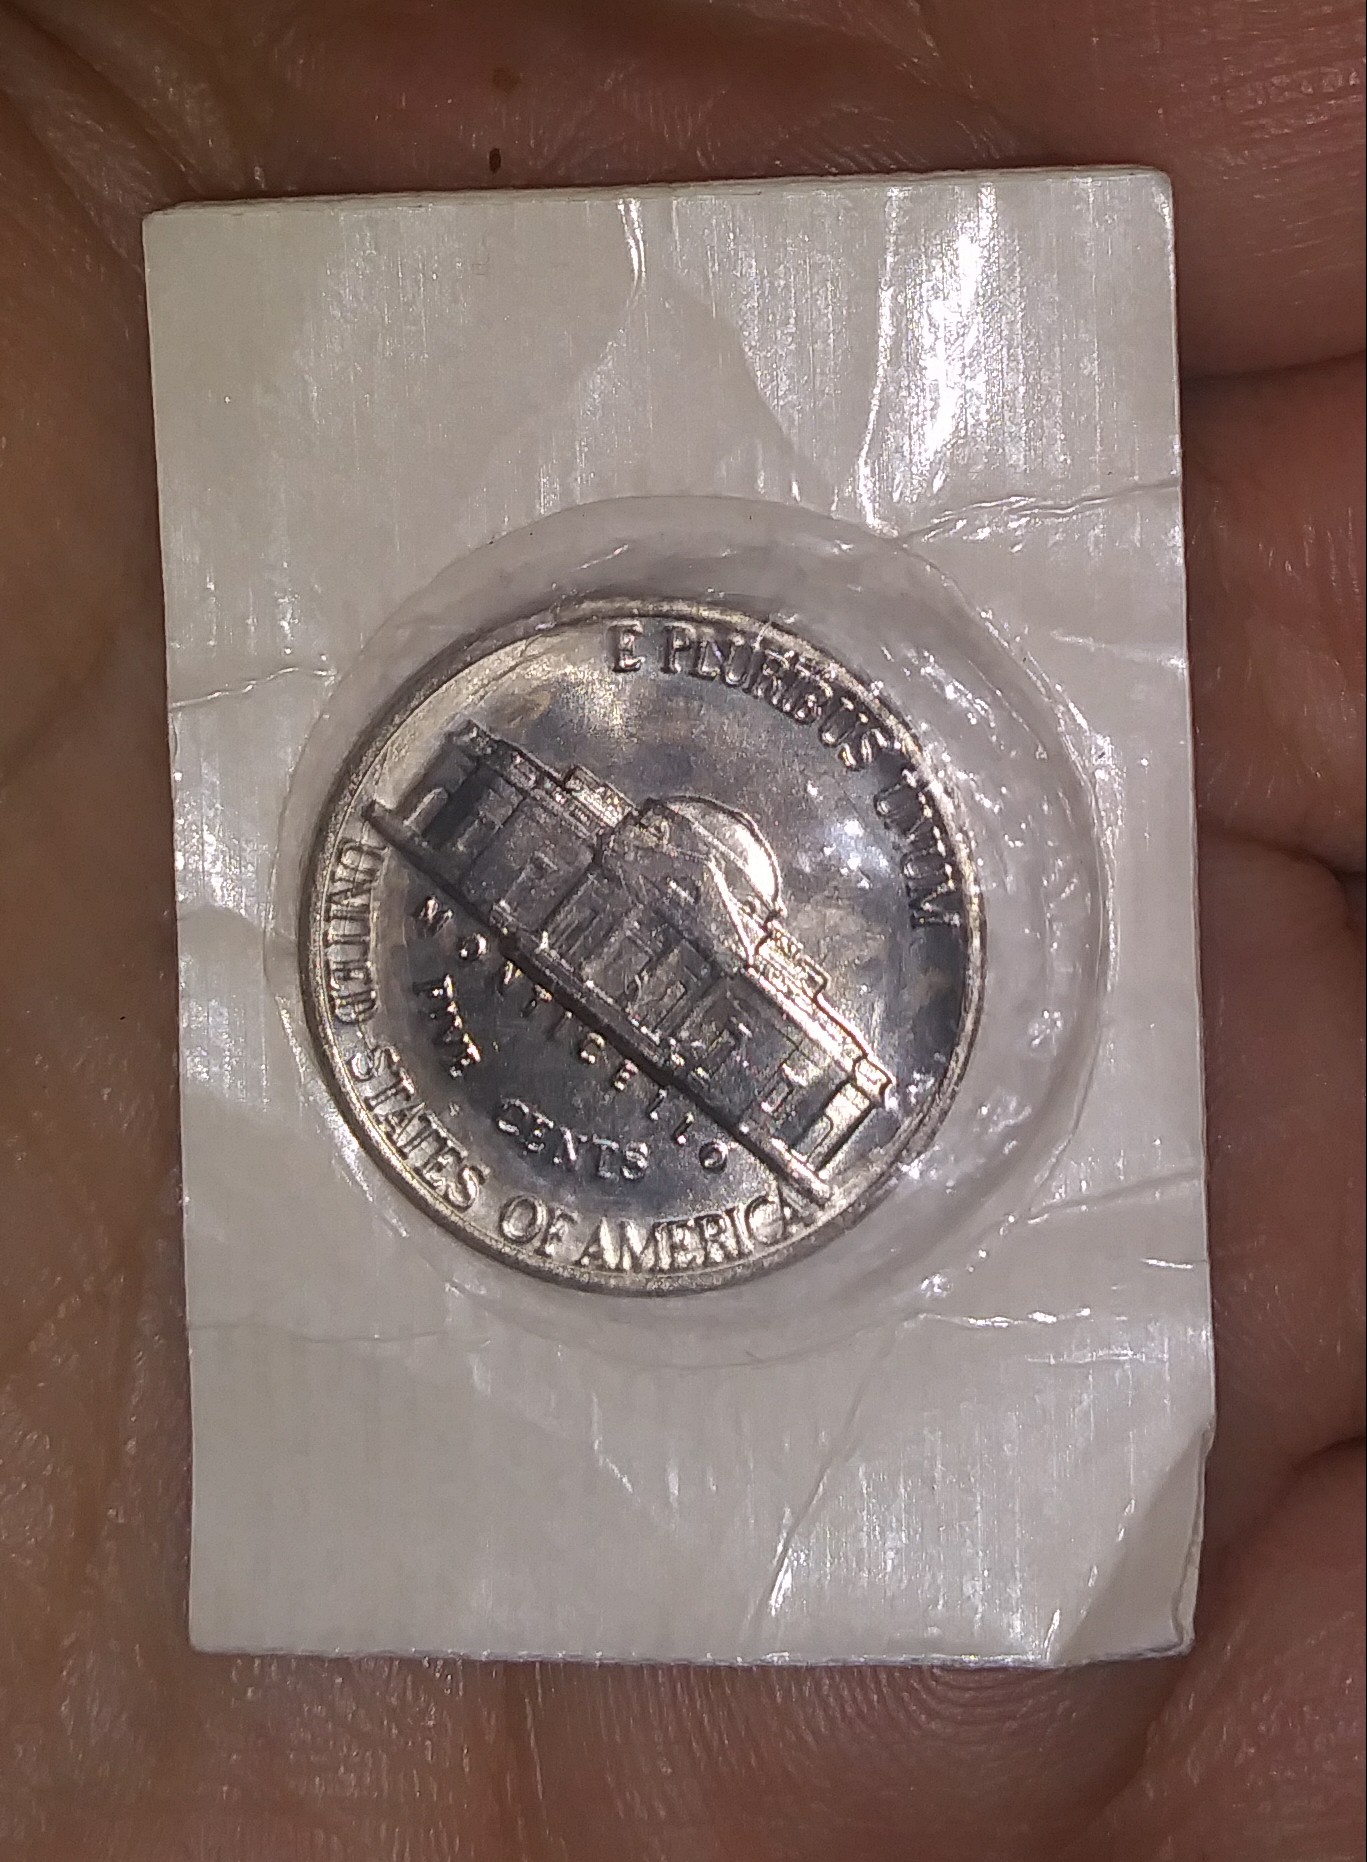 E PLURIBUS UNUM
MONTICELLO
FIVE CENTS
UNITED STATES OF AMERICA